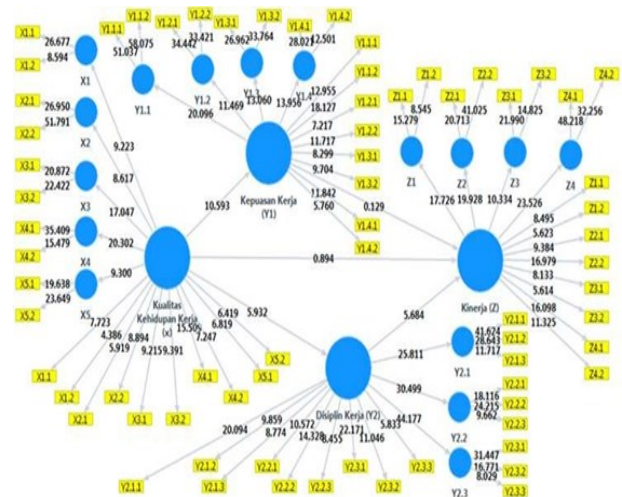 X1.1
26.677
8.594
X1.2
X1
X2.1
26.950
51.791
X2.2
X2
X3.1
20.872
22.422
X3.2
X3
X4.1
35.409
15.479
X4.2
X4
X5.1
19.638
23.649
X5.2
X5
Y1.1.1
Y1.1.2
58.075
51.037
Y1.1
Y1.2.1
Y1.2.2
33.421
34.442
Y1.2
Y1.3.1
Y1.3.2
26.962
33.764
Y1.4.1
Y1.4.2
28.021
12.501
20.096
11.469
13.060
13.956
Kepuasan Kerja
(Y1)
12.955
18.127
7.217
11.717
8.299
9.704
11.842
5.760
Y1.1.1
Y1.1.2
Y1.2.1
Y1.2.2
Y1.3.1
Y1.3.2
Y1.4.1
Y1.4.2
Z1.1
Z1.2
15.279
8.545
Z1
Z2.1
Z2.2
20.713
41.025
Z2
Z3.1
Z3.2
21.990
14.825
Z3
Z4.1
Z4.2
48.218
32.256
Z4
17.726
19.928
10.334
23.526
0.129
9.223
8.617
17.047
20.302
9.300
10.593
0.894
Kualitas
Kehidupan Kerja
(x)
Kinerja (Z)
8.495
5.623
9.384
16.979
8.133
5.614
16.098
11.325
Z1.1
Z1.2
Z2.1
Z2.2
Z3.1
Z3.2
Z4.1
Z4.2
7.723
4.386
5.919
8.894
9.215
9.391
15.509
7.247
6.819
6.419
5.932
X1.1
X1.2
X2.1
X2.2
X3.1
X3.2
X4.1
X4.2
X5.1
X5.2
5.684
Disiplin Kerja (Y2)
25.811
30.499
44.177
41.624
28.643
11.717
Y2.1
Y2.1.1
Y2.1.2
Y2.1.3
18.116
24.215
9.662
Y2.2
Y2.2.1
Y2.2.2
Y2.2.3
31.447
16.771
8.029
Y2.3
Y2.3.1
Y2.3.2
Y2.3.3
20.094
9.859
8.774
10.572
14.328
8.455
22.171
11.046
5.833
Y2.1.1
Y2.1.2
Y2.1.3
Y2.2.1
Y2.2.2
Y2.2.3
Y2.3.1
Y2.3.2
Y2.3.3